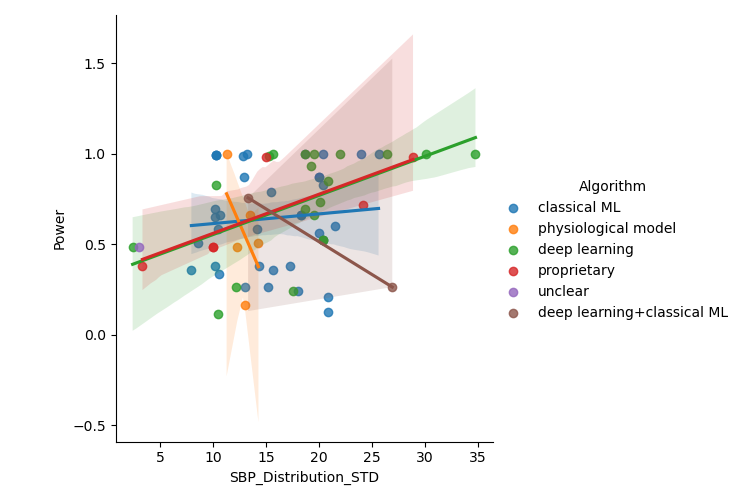 1.5
1.0
0.5
0.0
−0.5
Power
5 10 15 20 25 30 35
SBP_Distribution_STD
Algorithm
classical ML
physiological model
deep learning
proprietary
unclear
deep learning+classical ML